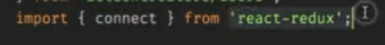 import { connect } from 'react-redux';